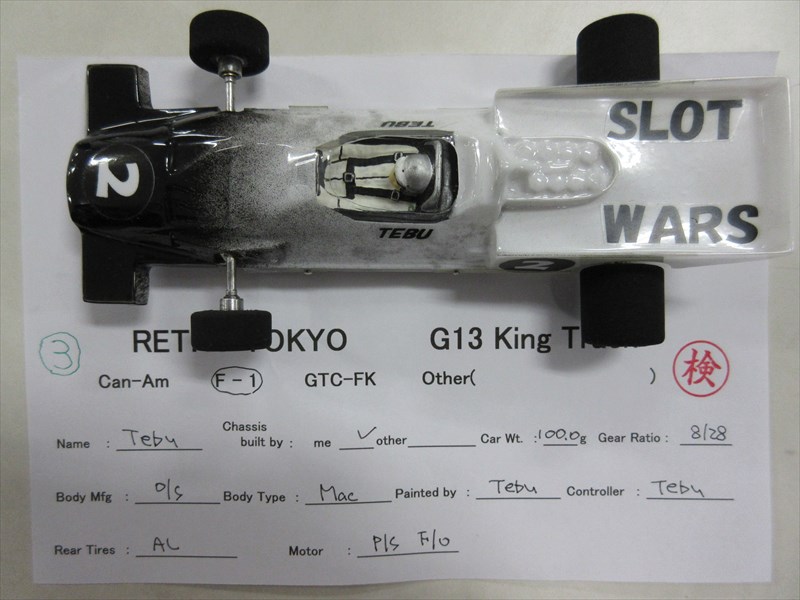 TEBU
SLOT
2
WARS
TEBU
2
3 RET TOKYO G13 King
Can-Am F-1 GTC-FK Other( ) 検
Name : Tebu Chassis built by : me ✓ other Car Wt. :100.0g Gear Ratio : 8/28
Body Mfg : O/S Body Type : Mac Painted by : Tebu Controller : Tebu
Rear Tires : AL Motor : P/S F/O